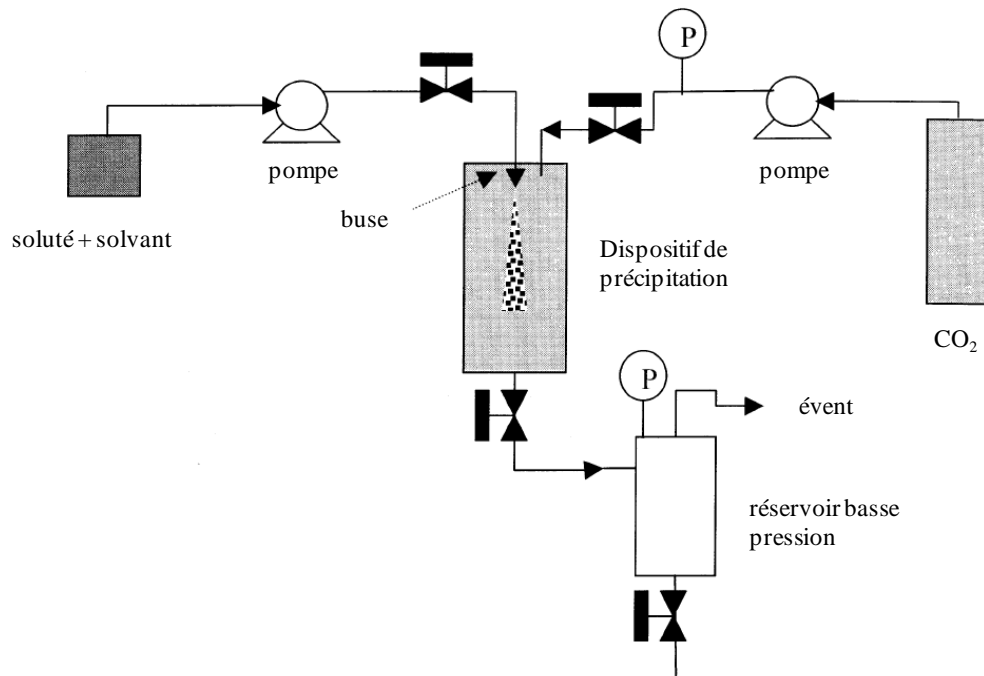 P
pompe
pompe
buse
soluté + solvant
Dispositif de
précipitation
CO₂
P
évent
réservoir basse
pression